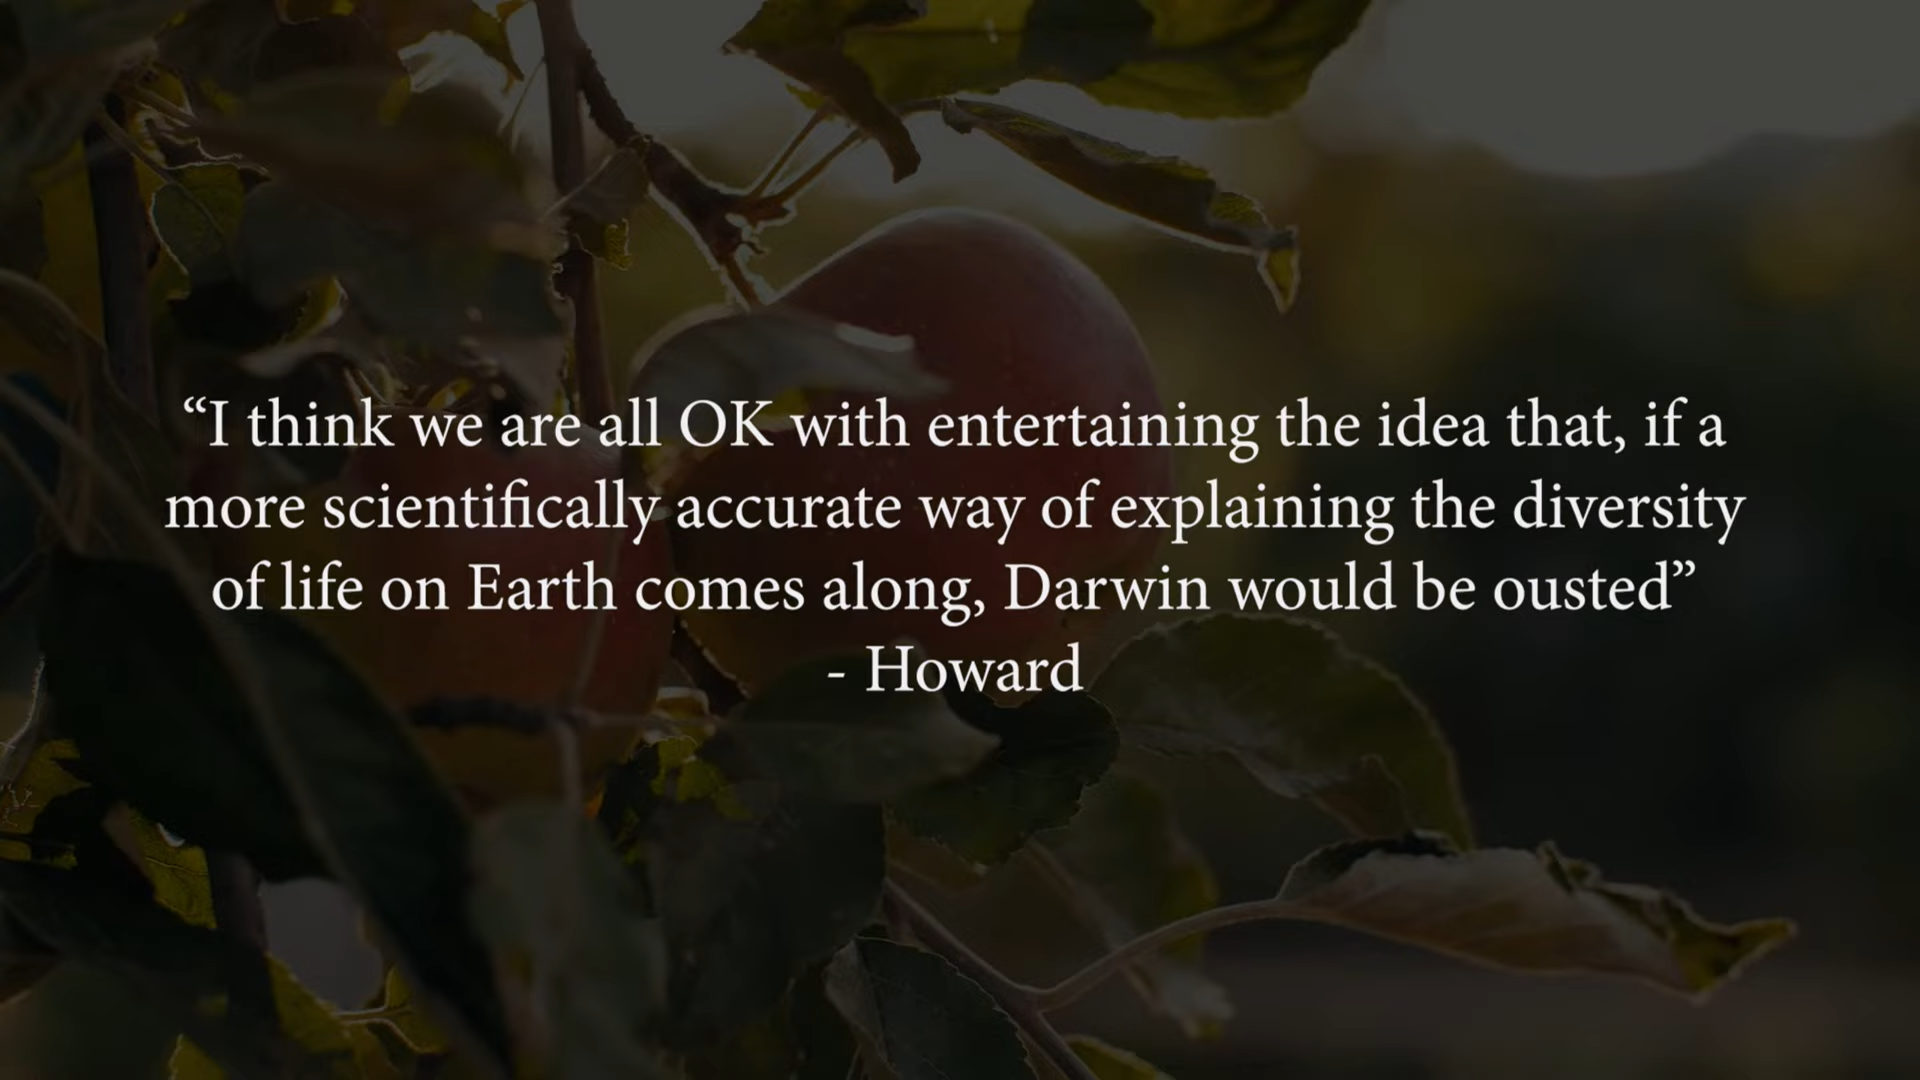 “I think we are all OK with entertaining the idea that, if a
more scientifically accurate way of explaining the diversity
of life on Earth comes along, Darwin would be ousted”
- Howard